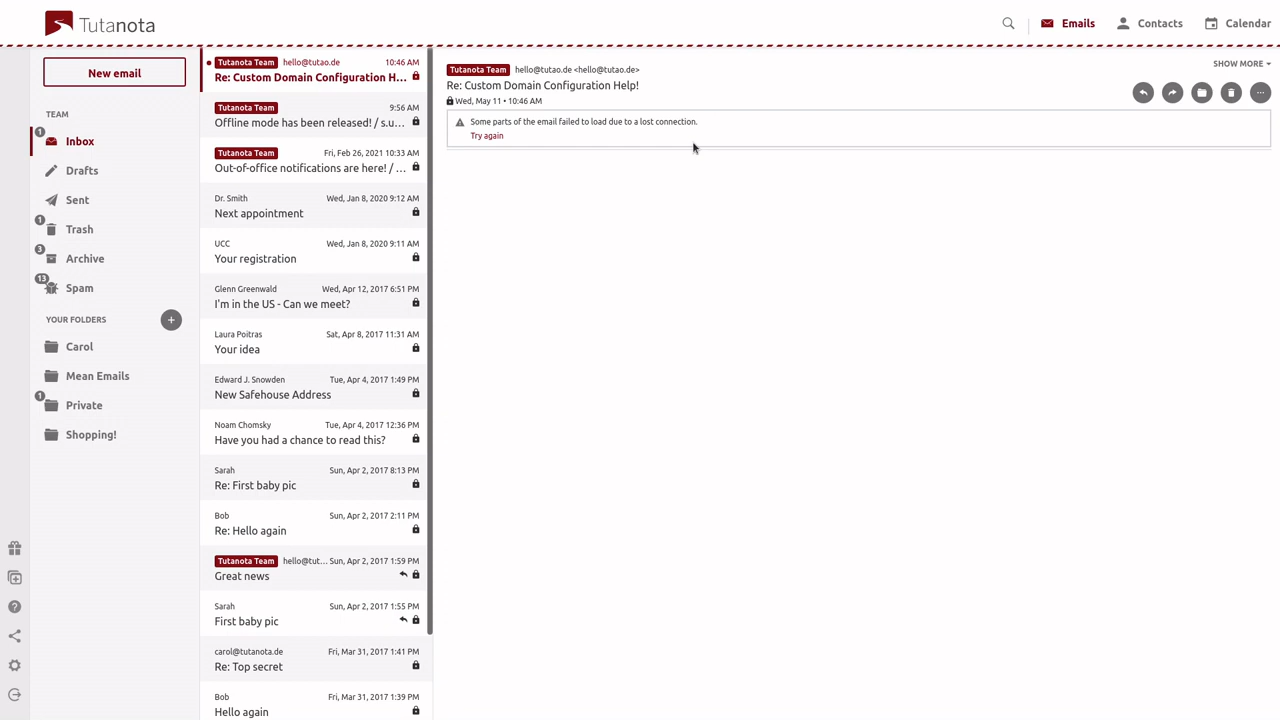 Tutanota
Emails
Contacts
Calendar
New email
TEAM
1
Inbox
Drafts
Sent
1
Trash
3
Archive
13
Spam
YOUR FOLDERS
Carol
Mean Emails
1
Private
Shopping!
Tutanota Team hello@tutao.de 10:46 AM
Re: Custom Domain Configuration H...
Tutanota Team 9:56 AM
Offline mode has been released! / s.u...
Tutanota Team Fri, Feb 26, 2021 10:33 AM
Out-of-office notifications are here! / ...
Dr. Smith Wed, Jan 8, 2020 9:12 AM
Next appointment
UCC Wed, Jan 8, 2020 9:11 AM
Your registration
Glenn Greenwald Wed, Apr 12, 2017 6:51 PM
I'm in the US - Can we meet?
Laura Poitras Sat, Apr 8, 2017 11:31 AM
Your idea
Edward J. Snowden Tue, Apr 4, 2017 1:49 PM
New Safehouse Address
Noam Chomsky Tue, Apr 4, 2017 12:36 PM
Have you had a chance to read this?
Sarah Sun, Apr 2, 2017 8:13 PM
Re: First baby pic
Bob Sun, Apr 2, 2017 2:11 PM
Re: Hello again
Tutanota Team hello@tut... Sun, Apr 2, 2017 1:59 PM
Great news
Sarah Sun, Apr 2, 2017 1:55 PM
First baby pic
carol@tutanota.de Fri, Mar 31, 2017 1:41 PM
Re: Top secret
Bob Fri, Mar 31, 2017 1:39 PM
Hello again
SHOW MORE
Tutanota Team hello@tutao.de <hello@tutao.de>
Re: Custom Domain Configuration Help!
Wed, May 11 • 10:46 AM
Some parts of the email failed to load due to a lost connection.
Try again